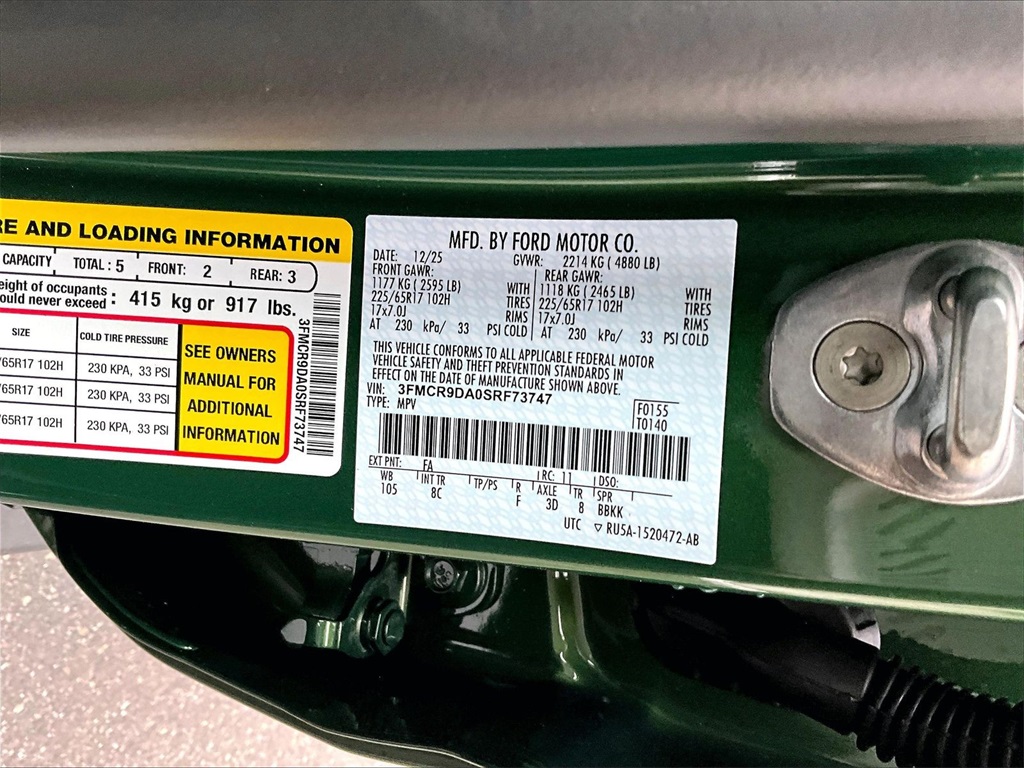 RE AND LOADING INFORMATION
CAPACITY TOTAL : 5 FRONT: 2 REAR: 3
eight of occupants
ould never exceed : 415 kg or 917 lbs.
SIZE COLD TIRE PRESSURE
/65R17 102H 230 KPA, 33 PSI
/65R17 102H 230 KPA, 33 PSI
/65R17 102H 230 KPA, 33 PSI
SEE OWNERS
MANUAL FOR
ADDITIONAL
INFORMATION
3FMCR9DA0SRF73747
MFD. BY FORD MOTOR CO.
DATE: 12/25 GVWR: 2214 KG ( 4880 LB)
FRONT GAWR: REAR GAWR:
1177 KG ( 2595 LB) WITH 1118 KG ( 2465 LB) WITH
225/65R17 102H TIRES 225/65R17 102H TIRES
17x7.0J RIMS 17x7.0J RIMS
AT 230 kPa/ 33 PSI COLD AT 230 kPa/ 33 PSI COLD
THIS VEHICLE CONFORMS TO ALL APPLICABLE FEDERAL MOTOR
VEHICLE SAFETY AND THEFT PREVENTION STANDARDS IN
EFFECT ON THE DATE OF MANUFACTURE SHOWN ABOVE.
VIN: 3FMCR9DA0SRF73747
TYPE: MPV
F0155
T0140
EXT PNT: FA RC: 11 DSO:
WB INT TR TP/PS R AXLE TR SPR
105 8C F 3D 8 BBKK
UTC ▽ RU5A-1520472-AB